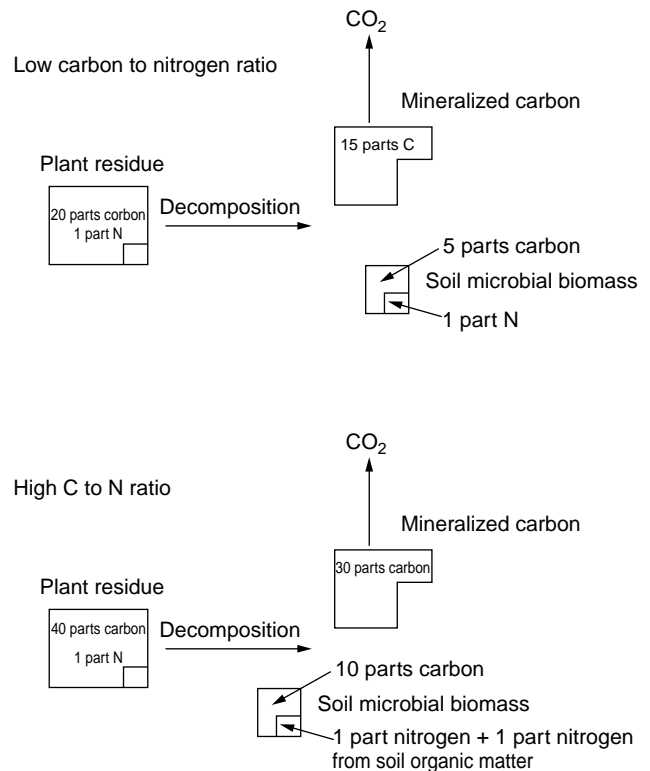 CO2
Low carbon to nitrogen ratio
Mineralized carbon
15 parts C
Plant residue
20 parts corbon
1 part N
Decomposition
5 parts carbon
Soil microbial biomass
1 part N
CO2
High C to N ratio
Mineralized carbon
30 parts carbon
Plant residue
40 parts carbon
1 part N
Decomposition
10 parts carbon
Soil microbial biomass
1 part nitrogen + 1 part nitrogen
from soil organic matter